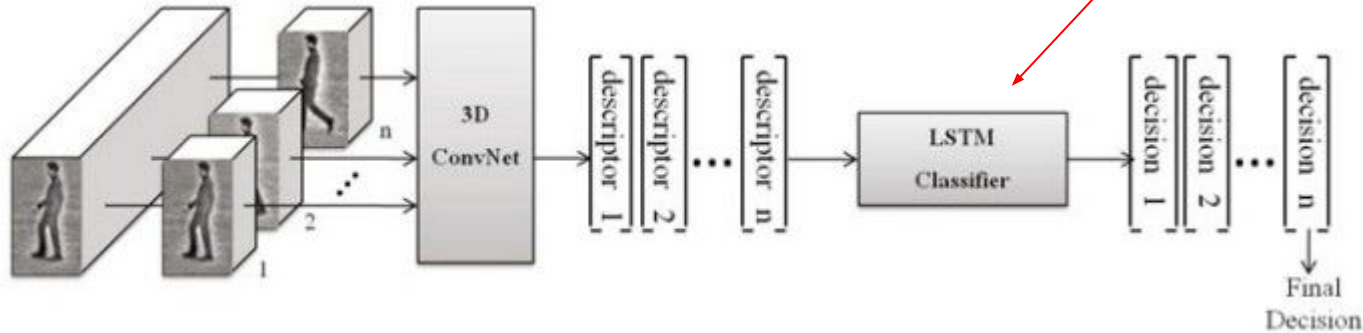 n
2
1
3D
ConvNet
descriptor 1
descriptor 2
descriptor n
LSTM
Classifier
decision 1
decision 2
decision n
Final
Decision